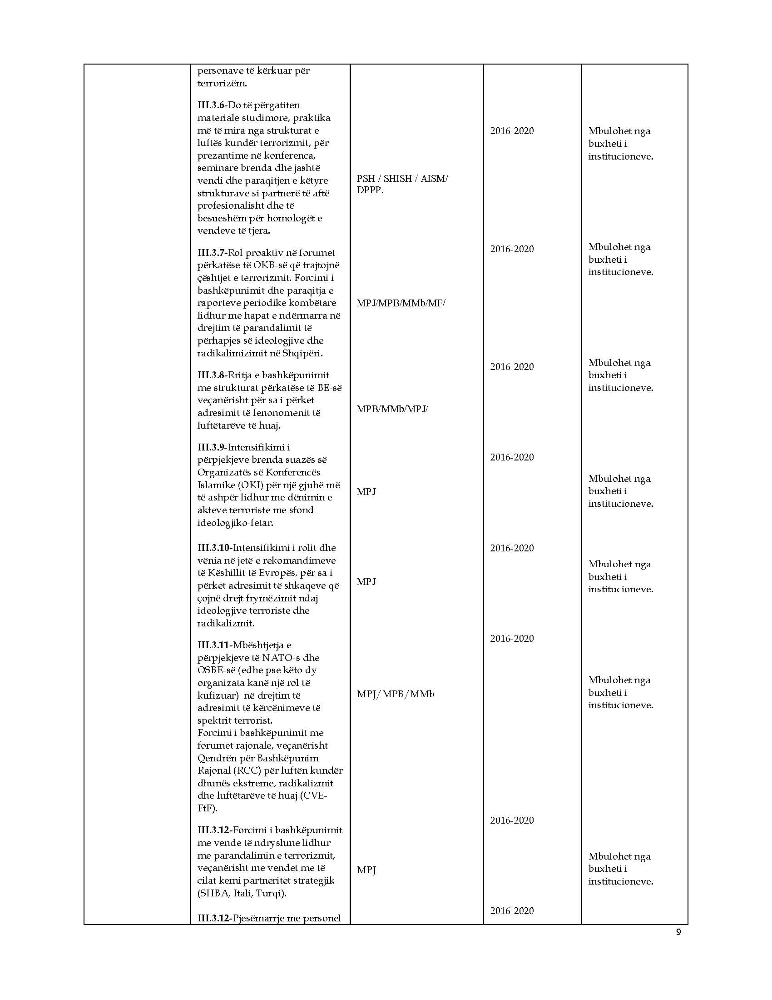 personave të kërkuar për
terrorizëm.
III.3.6-Do të përgatiten
materiale studimore, praktika
më të mira nga strukturat e
luftës kundër terrorizmit, për
prezantime në konferenca,
seminare brenda dhe jashtë
vendi dhe paraqitjen e këtyre
strukturave si partnerë të aftë
profesionalisht dhe të
besueshëm për homologët e
vendeve të tjera.
III.3.7-Rol proaktiv në forumet
përkatëse të OKB-së që trajtojnë
çështjet e terrorizmit. Forcimi i
bashkëpunimit dhe paraqitja e
raporteve periodike kombëtare
lidhur me hapat e ndërmarra në
drejtim të parandalimit të
përhapjes së ideologjive dhe
radikalimizimit në Shqipëri.
III.3.8-Rritja e bashkëpunimit
me strukturat përkatëse të BE-së
veçanërisht për sa i përket
adresimit të fenonomenit të
luftëtarëve të huaj.
III.3.9-Intensifikimi i
përpjekjeve brenda suazës së
Organizatës së Konferencës
Islamike (OKI) për një gjuhë më
të ashpër lidhur me dënimin e
akteve terroriste me sfond
ideologjiko-fetar.
III.3.10-Intensifikimi i rolit dhe
vënia në jetë e rekomandimeve
të Këshillit të Evropës, për sa i
përket adresimit të shkaqeve që
çojnë drejt frymëzimit ndaj
ideologjive terroriste dhe
radikalizmit.
III.3.11-Mbështjetja e
përpjekjeve të NATO-s dhe
OSBE-së (edhe pse këto dy
organizata kanë një rol të
kufizuar)  në drejtim të
adresimit të kërcënimeve të
spektrit terrorist.
Forcimi i bashkëpunimit me
forumet rajonale, veçanërisht
Qendrën për Bashkëpunim
Rajonal (RCC) për luftën kundër
dhunës ekstreme, radikalizmit
dhe luftëtarëve të huaj (CVE-
FtF).
III.3.12-Forcimi i bashkëpunimit
me vende të ndryshme lidhur
me parandalimin e terrorizmit,
veçanërisht me vendet me të
cilat kemi partneritet strategjik
(SHBA, Itali, Turqi).
III.3.12-Pjesëmarrje me personel
PSH / SHISH / AISM/
DPPP.
MPJ/MPB/MMb/MF/
MPB/MMb/MPJ/
MPJ
MPJ
MPJ/ MPB/MMb
MPJ
2016-2020
2016-2020
2016-2020
2016-2020
2016-2020
2016-2020
2016-2020
2016-2020
Mbulohet nga
buxheti i
institucioneve.
Mbulohet nga
buxheti i
institucioneve.
Mbulohet nga
buxheti i
institucioneve.
Mbulohet nga
buxheti i
institucioneve.
Mbulohet nga
buxheti i
institucioneve.
Mbulohet nga
buxheti i
institucioneve.
Mbulohet nga
buxheti i
institucioneve.
9